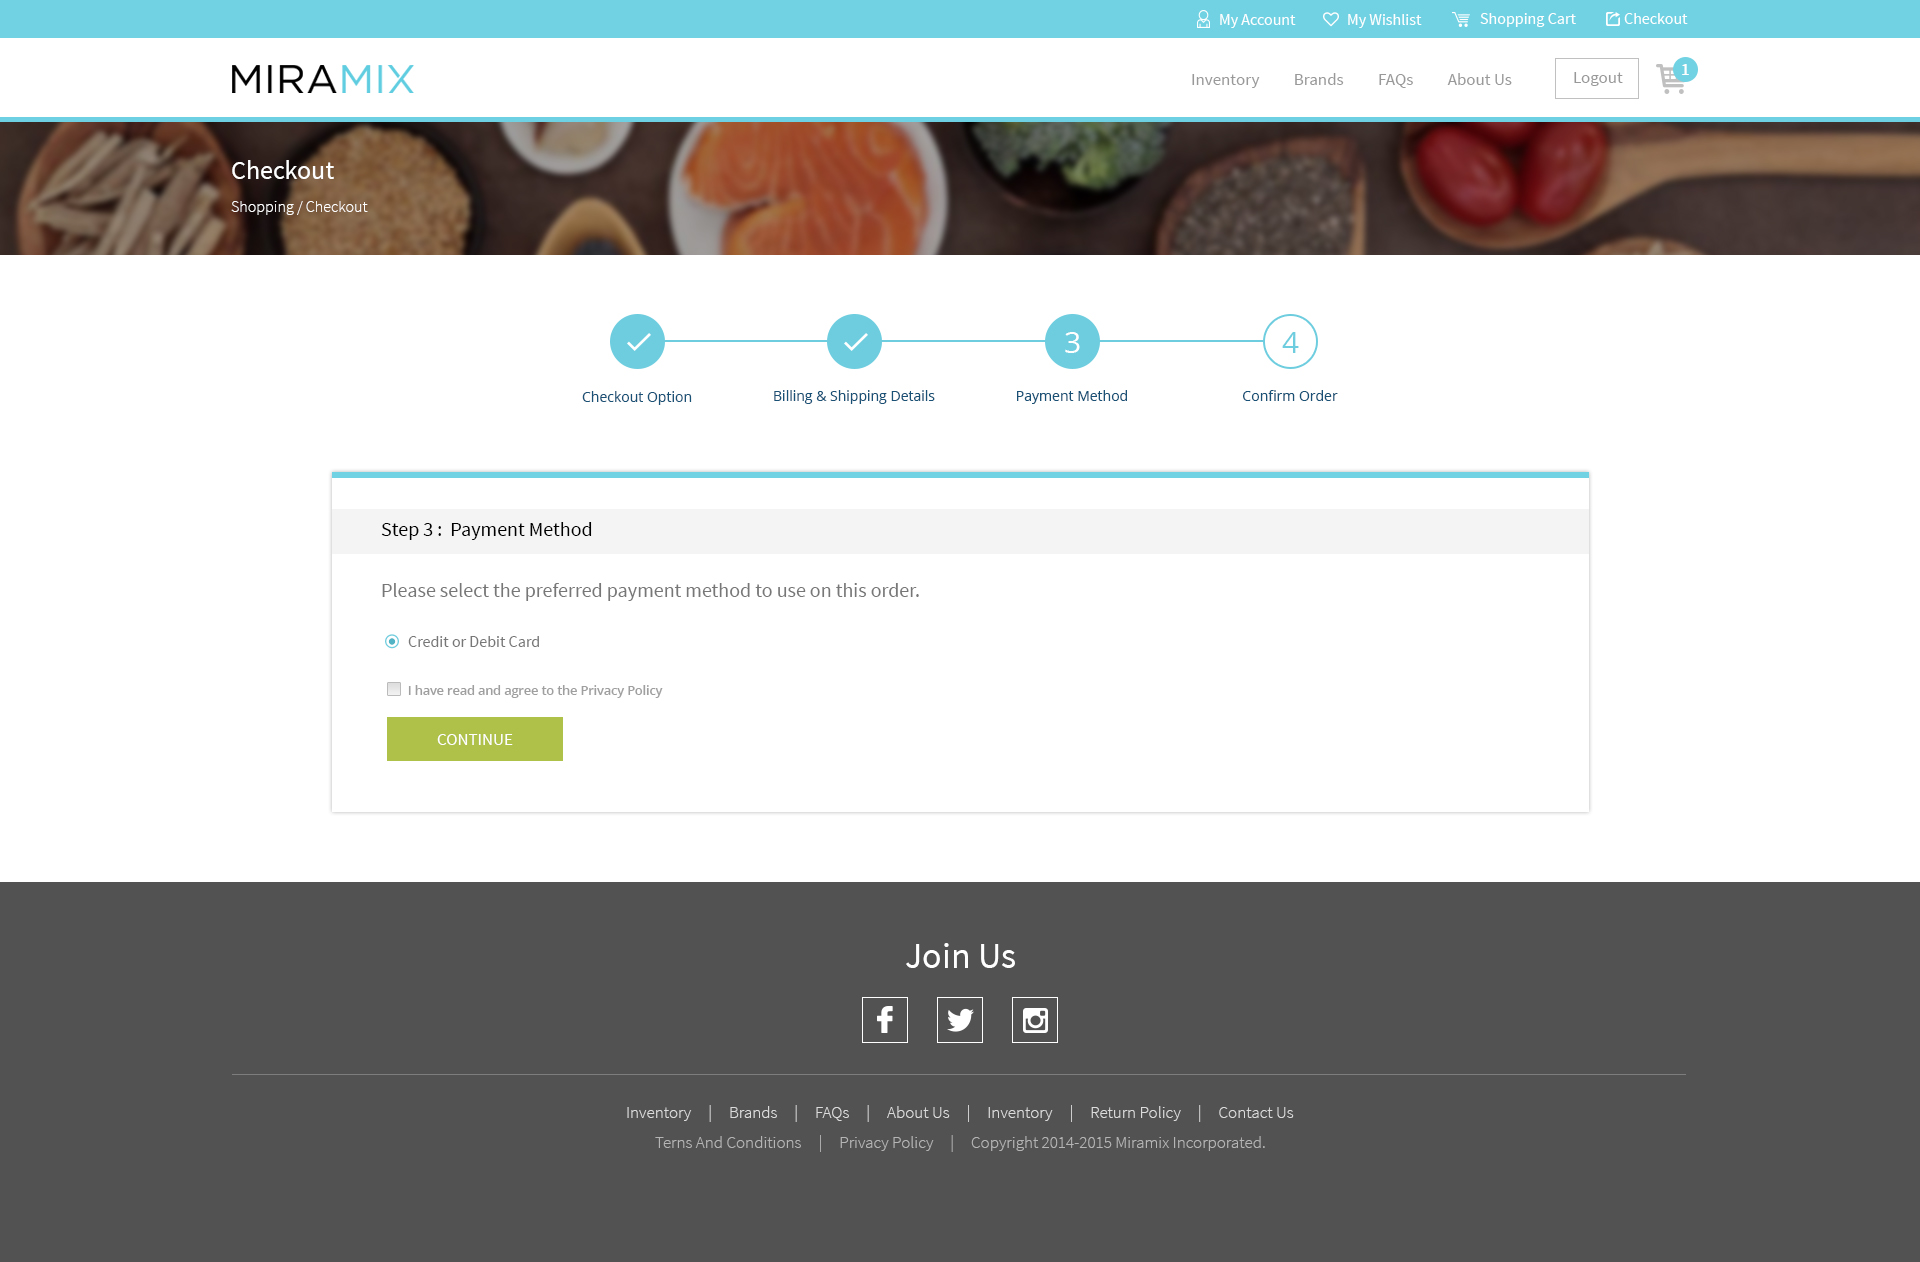 My Account My Wishlist Shopping Cart Checkout
MIRAMIX Inventory Brands FAQs About Us Logout 1
Checkout
Shopping / Checkout
3 4
Checkout Option Billing & Shipping Details Payment Method Confirm Order
Step 3 : Payment Method
Please select the preferred payment method to use on this order.
Credit or Debit Card
I have read and agree to the Privacy Policy
CONTINUE
Join Us
Inventory | Brands | FAQs | About Us | Inventory | Return Policy | Contact Us
Terns And Conditions | Privacy Policy | Copyright 2014-2015 Miramix Incorporated.